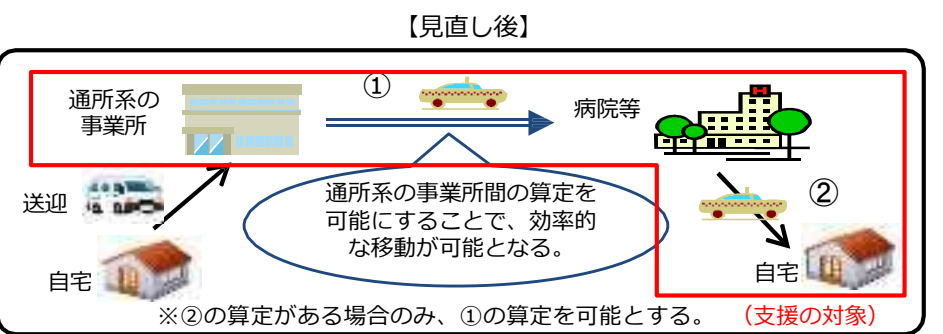 【見直し後】
①
通所系の
事業所
病院等
H
送迎
通所系の事業所間の算定を
可能にすることで、効率的
な移動が可能となる。
②
自宅
自宅
※②の算定がある場合のみ、①の算定を可能とする。 （支援の対象）